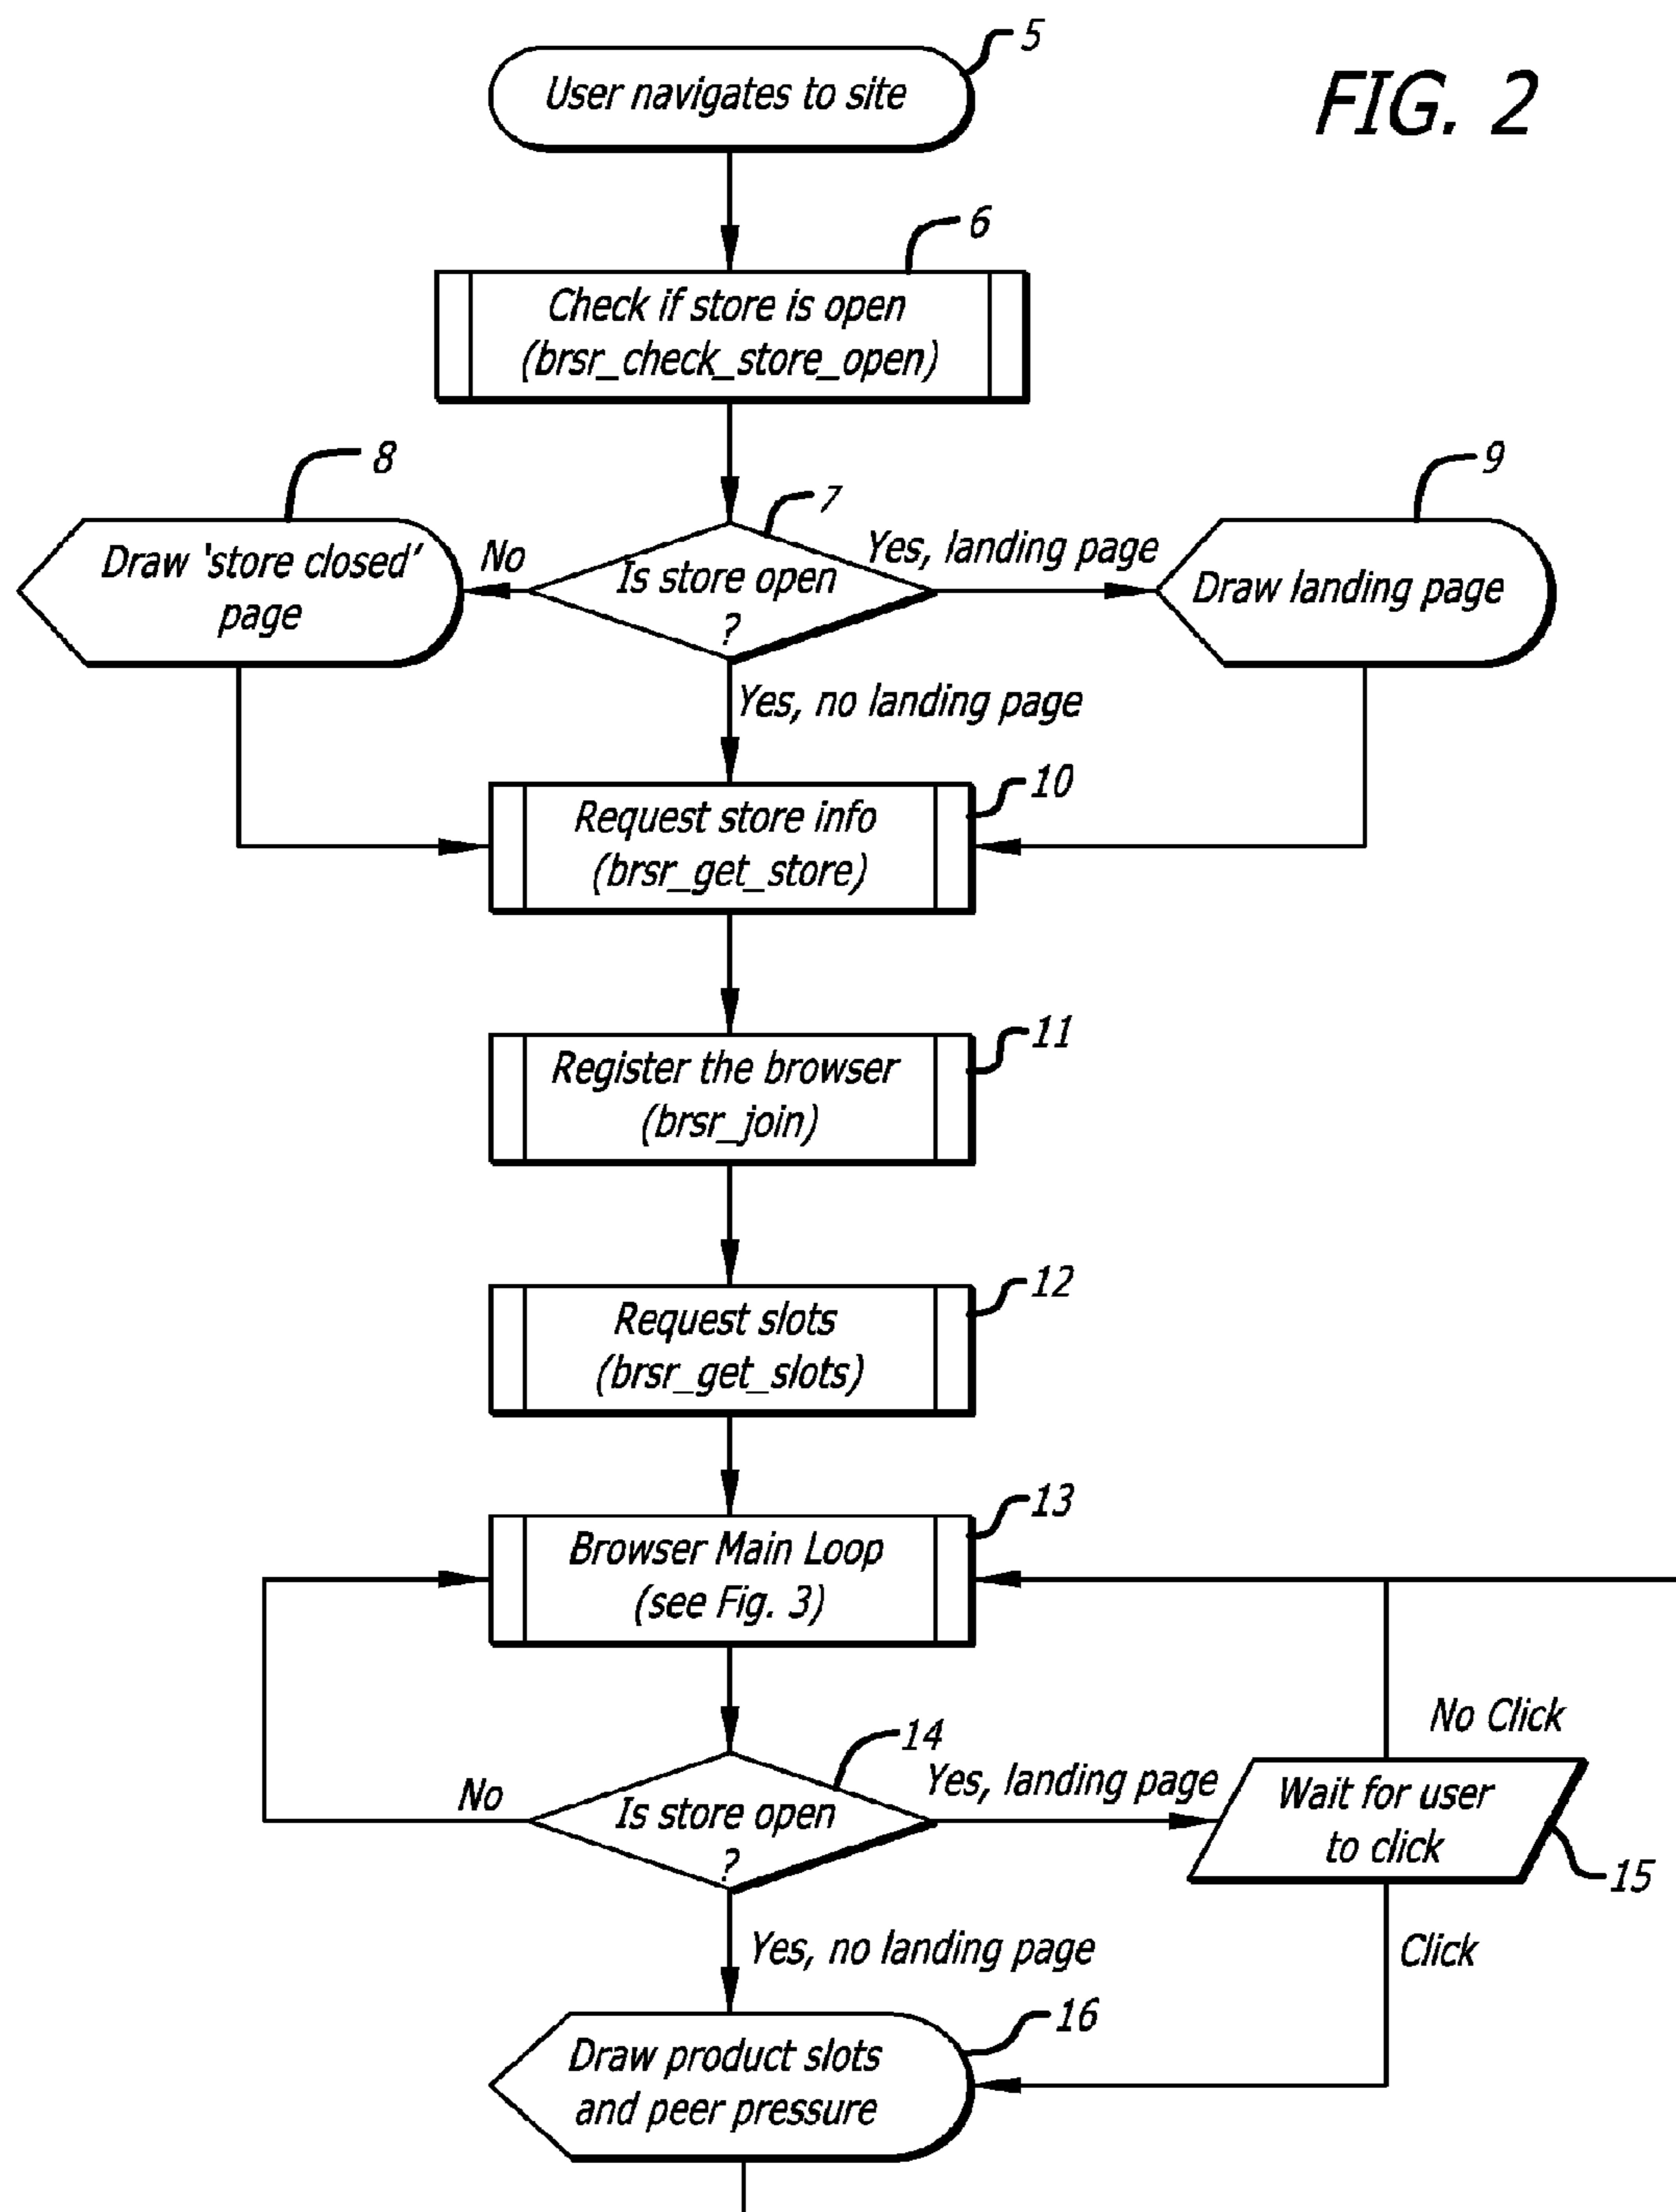 5
User navigates to site
FIG. 2
6
Check if store is open
(brsr_check_store_open)
8
7
9
Draw 'store closed'
page
No
Is store open
?
Yes, landing page
Draw landing page
Yes, no landing page
10
Request store info
(brsr_get_store)
11
Register the browser
(brsr_join)
12
Request slots
(brsr_get_slots)
13
Browser Main Loop
(see Fig. 3)
No Click
14
No
Is store open
?
Yes, landing page
Wait for user
to click
15
Yes, no landing page
Click
16
Draw product slots
and peer pressure